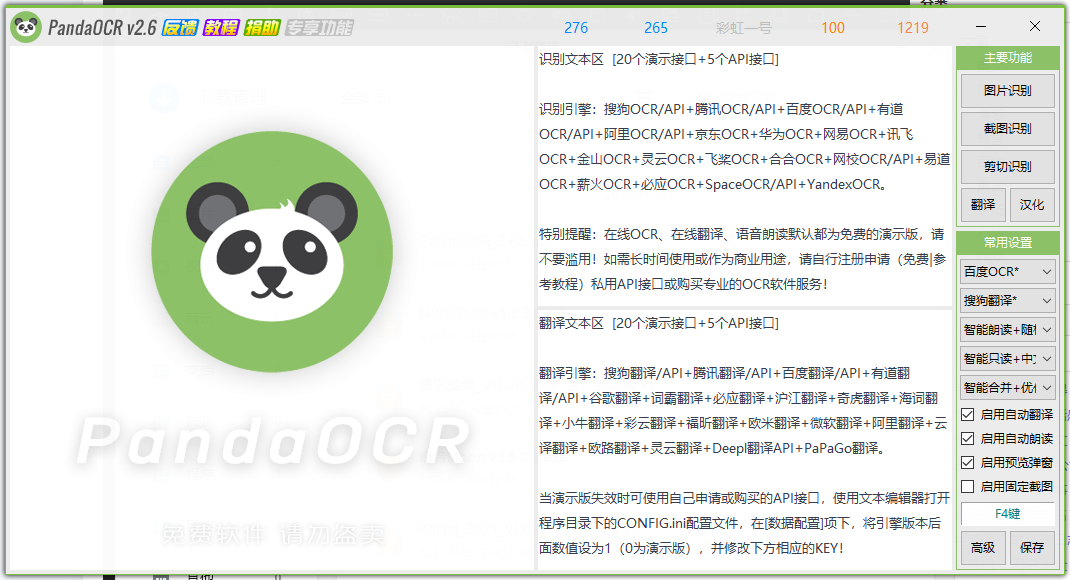 PandaOCR v2.6 反馈 教程 捐助 专享功能
276 265 彩虹一号 100 1219
识别文本区 [20个演示接口+5个API接口]
识别引擎：搜狗OCR/API+腾讯OCR/API+百度OCR/API+有道
OCR/API+阿里OCR/API+京东OCR+华为OCR+网易OCR+讯飞
OCR+金山OCR+灵云OCR+飞桨OCR+合合OCR+网校OCR/API+易道
OCR+薪火OCR+必应OCR+SpaceOCR/API+YandexOCR。
特别提醒：在线OCR、在线翻译、语音朗读默认都为免费的演示版，请
不要滥用！如需长时间使用或作为商业用途，请自行注册申请（免费|参
考教程）私用API接口或购买专业的OCR软件服务！
翻译文本区 [20个演示接口+5个API接口]
翻译引擎：搜狗翻译/API+腾讯翻译/API+百度翻译/API+有道翻
译/API+谷歌翻译+词霸翻译+必应翻译+沪江翻译+奇虎翻译+海词翻
译+小牛翻译+彩云翻译+福昕翻译+欧米翻译+微软翻译+阿里翻译+云
译翻译+欧路翻译+灵云翻译+Deepl翻译API+PaPaGo翻译。
当演示版失效时可使用自己申请或购买的API接口，使用文本编辑器打开
程序目录下的CONFIG.ini配置文件，在[数据配置]项下，将引擎版本后
面数值设为1（0为演示版），并修改下方相应的KEY！
PandaOCR
免费软件 请勿盗卖
主要功能
图片识别
截图识别
剪切识别
翻译 汉化
常用设置
百度OCR*
搜狗翻译*
智能朗读+随
智能只读+中
智能合并+优
启用自动翻译
启用自动朗读
启用预览弹窗
启用固定截图
F4键
高级 保存